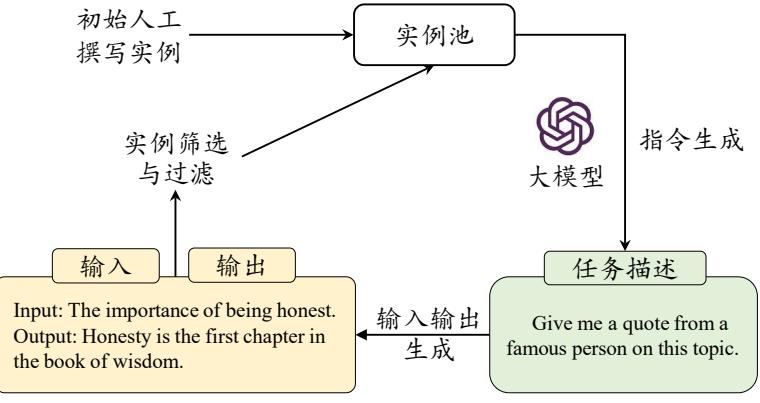 初始人工
撰写实例
实例池
实例筛选
与过滤
大模型
指令生成
输入
输出
任务描述
Input: The importance of being honest.
Output: Honesty is the first chapter in
the book of wisdom.
输入输出
生成
Give me a quote from a
famous person on this topic.